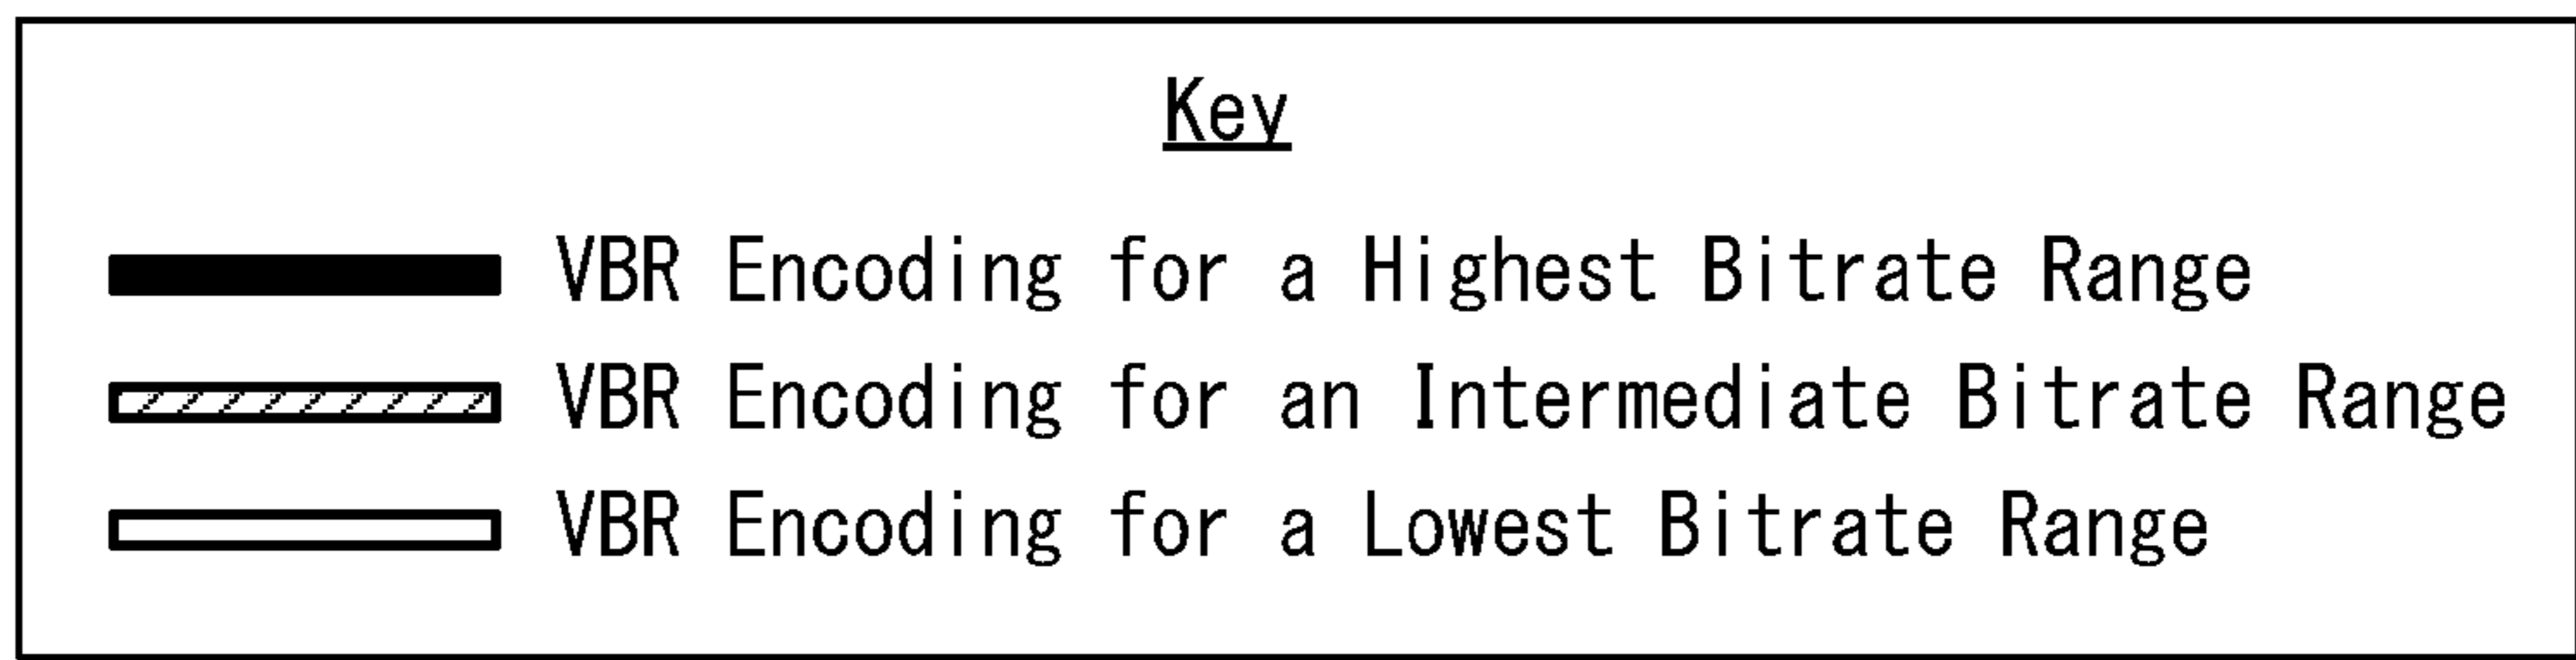 Key
VBR Encoding for a Highest Bitrate Range
VBR Encoding for an Intermediate Bitrate Range
VBR Encoding for a Lowest Bitrate Range